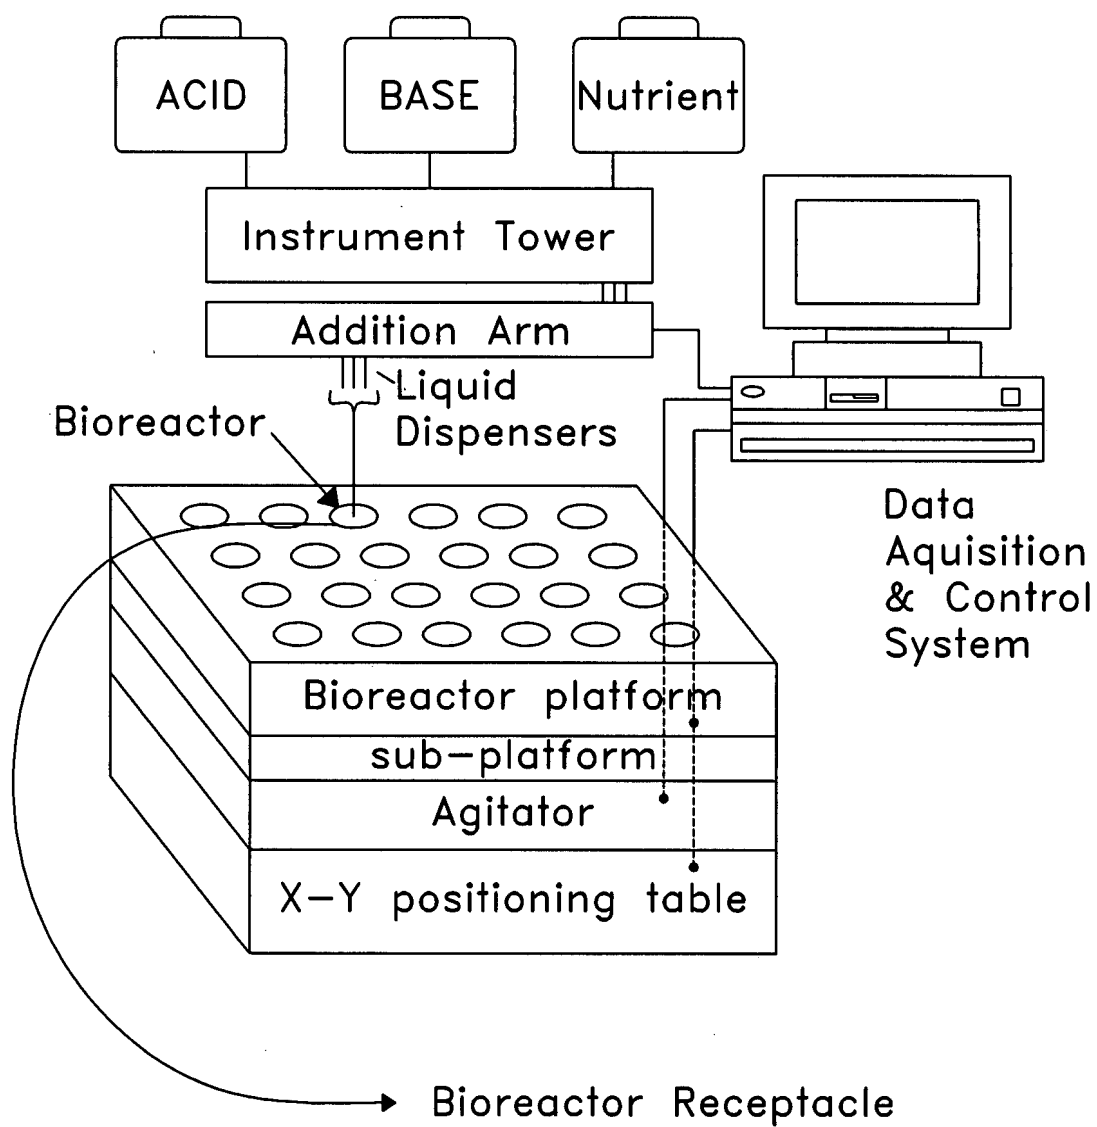 ACID
BASE
Nutrient
Instrument Tower
Addition Arm
Liquid
Dispensers
Bioreactor
Data
Aquisition
& Control
System
Bioreactor platform
sub-platform
Agitator
X-Y positioning table
Bioreactor Receptacle